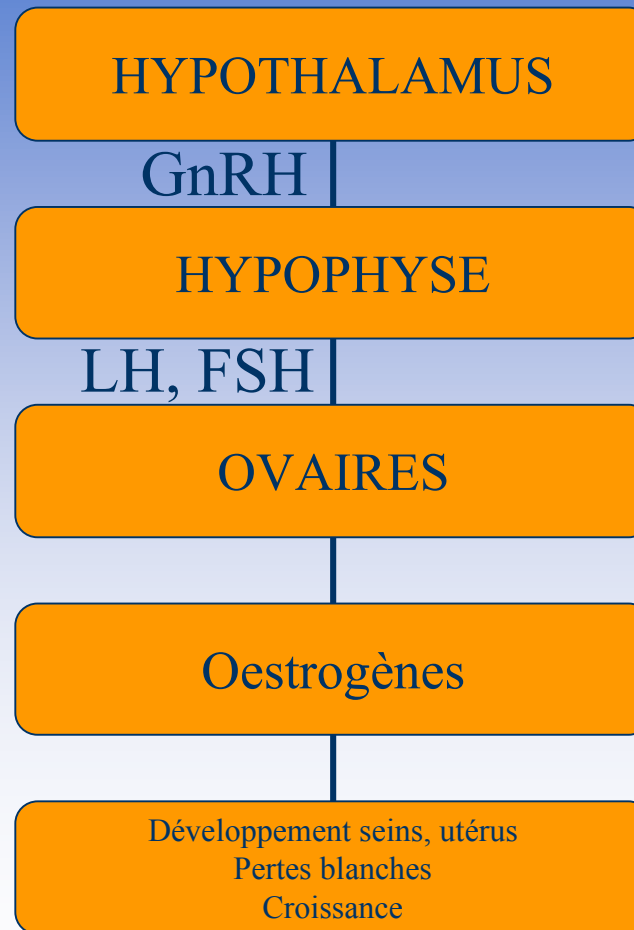 HYPOTHALAMUS
GnRH
HYPOPHYSE
LH, FSH
OVAIRES
Oestrogènes
Développement seins, utérus
Pertes blanches
Croissance